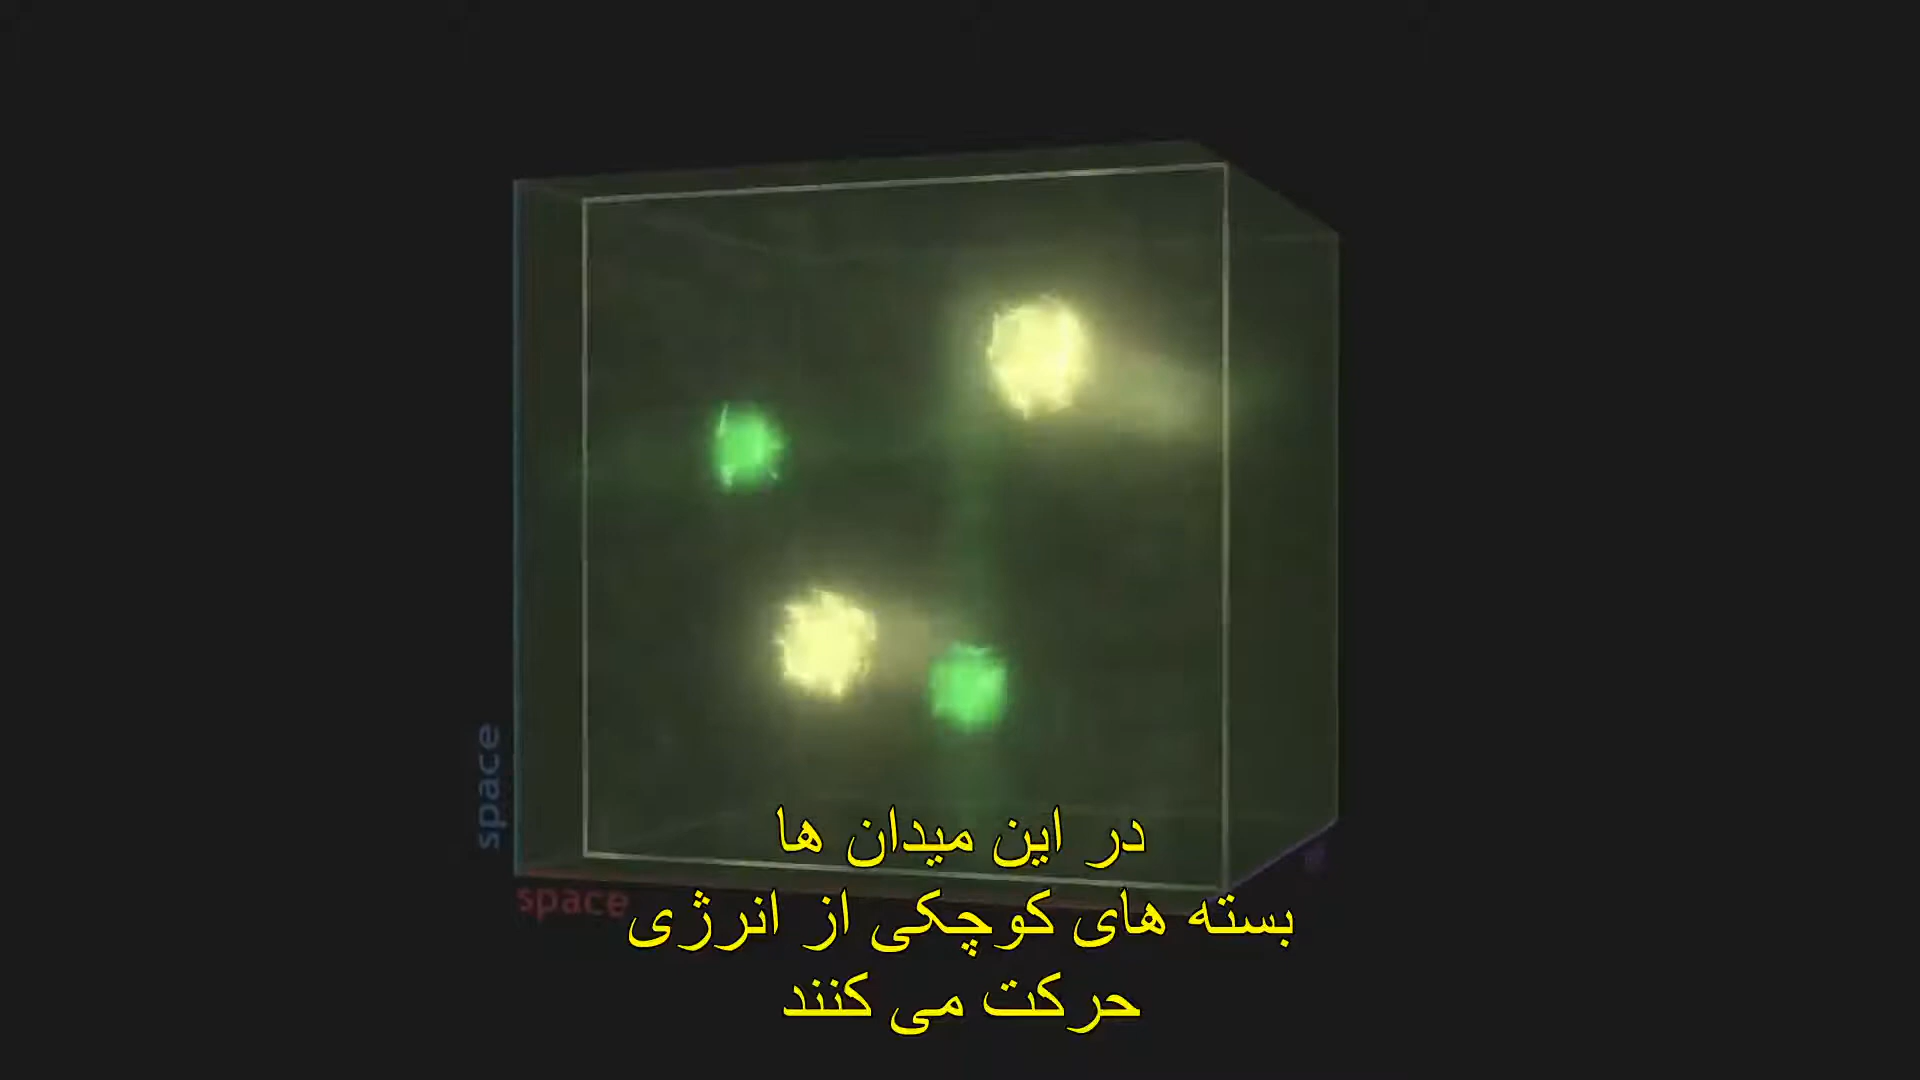 space
space
در این میدان ها
بسته های کوچکی از انرژی
حرکت می کنند